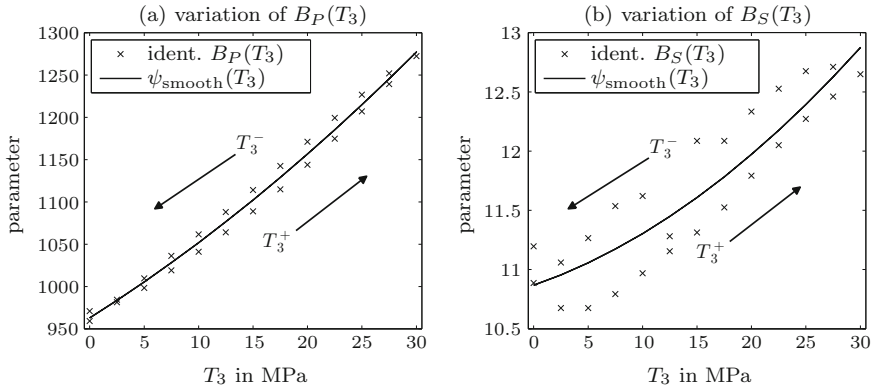 (a) variation of B_P(T_3)
1300
1250
1200
1150
1100
1050
1000
950
parameter
ident. B_P(T_3)
ψ_smooth(T_3)
T_3^-
T_3^+
0 5 10 15 20 25 30
T_3 in MPa
(b) variation of B_S(T_3)
13
12.5
12
11.5
11
10.5
parameter
ident. B_S(T_3)
ψ_smooth(T_3)
T_3^-
T_3^+
0 5 10 15 20 25 30
T_3 in MPa